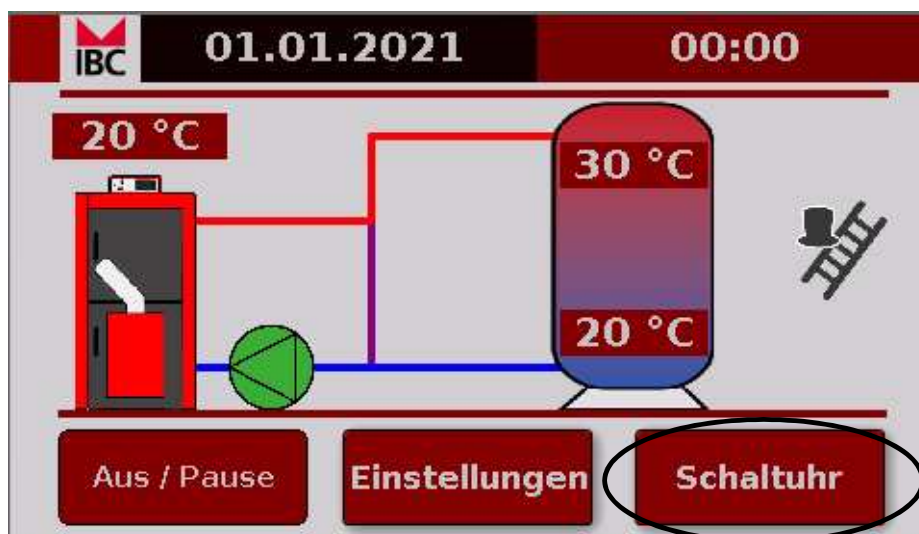 IBC
01.01.2021
00:00
20 °C
30 °C
20 °C
Aus / Pause
Einstellungen
Schaltuhr